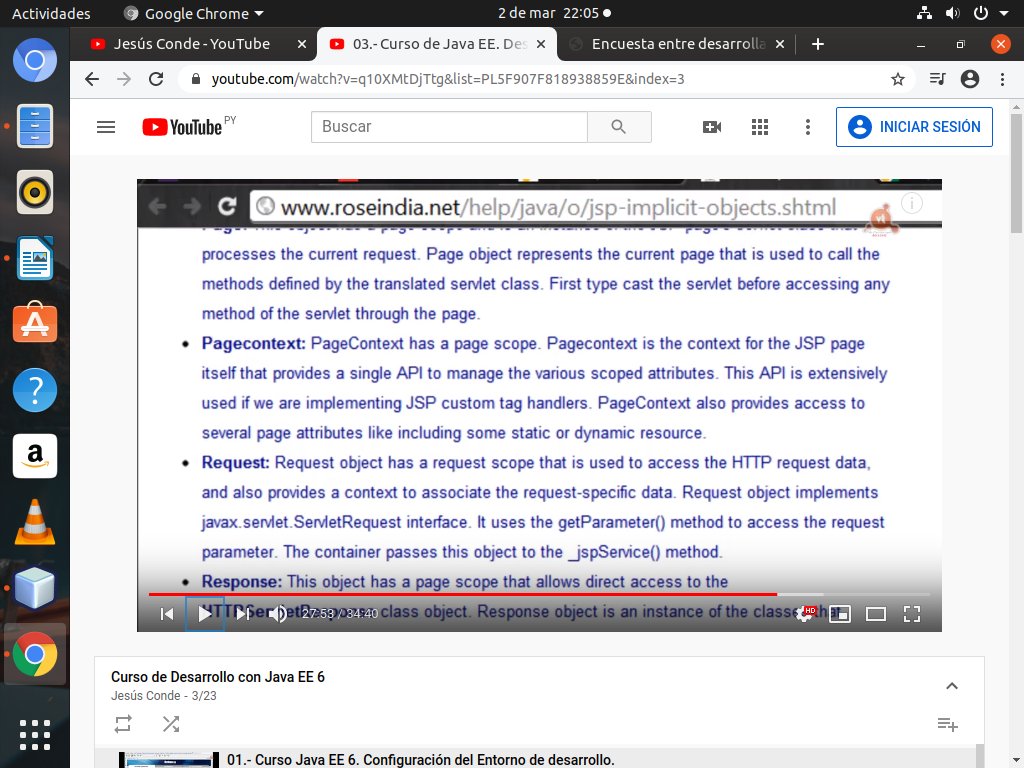 Actividades
Google Chrome
2 de mar 22:05
Jesús Conde - YouTube
03.- Curso de Java EE. Des
Encuesta entre desarrolla
youtube.com/watch?v=q10XMtDjTtg&list=PL5F907F818938859E&index=3
YouTube PY
Buscar
INICIAR SESIÓN
www.roseindia.net/help/java/o/jsp-implicit-objects.shtml
processes the current request. Page object represents the current page that is used to call the
methods defined by the translated servlet class. First type cast the servlet before accessing any
method of the servlet through the page.
Pagecontext: PageContext has a page scope. Pagecontext is the context for the JSP page
itself that provides a single API to manage the various scoped attributes. This API is extensively
used if we are implementing JSP custom tag handlers. PageContext also provides access to
several page attributes like including some static or dynamic resource.
Request: Request object has a request scope that is used to access the HTTP request data,
and also provides a context to associate the request-specific data. Request object implements
javax.servlet.ServletRequest interface. It uses the getParameter() method to access the request
parameter. The container passes this object to the _jspService() method.
Response: This object has a page scope that allows direct access to the
class object. Response object is an instance of the classes that
27:53 / 34:40
HD
Curso de Desarrollo con Java EE 6
Jesús Conde - 3/23
01.- Curso Java EE 6. Configuración del Entorno de desarrollo.